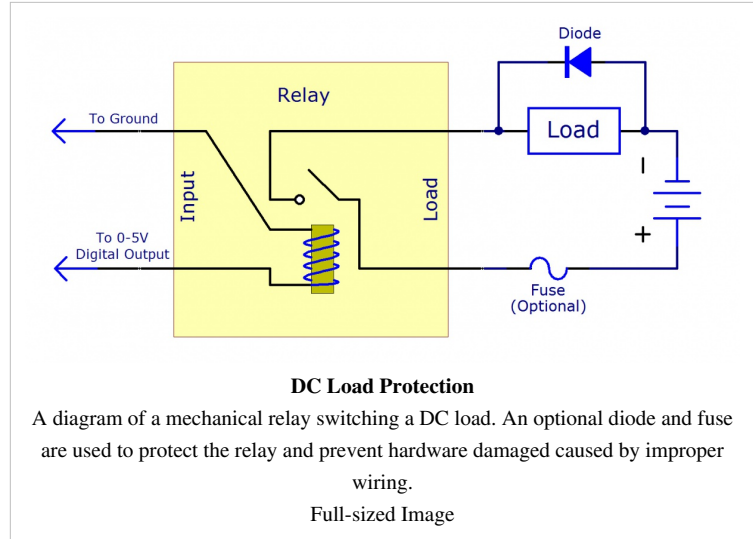 Diode
Relay
To Ground
Load
Input
Load
−
+
To 0-5V
Digital Output
Fuse
(Optional)
DC Load Protection
A diagram of a mechanical relay switching a DC load. An optional diode and fuse
are used to protect the relay and prevent hardware damaged caused by improper
wiring.
Full-sized Image